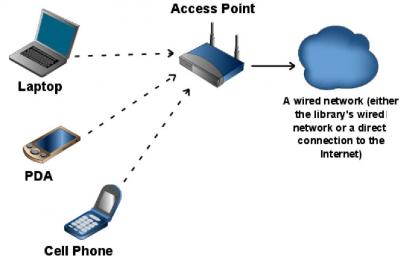 Access Point
Laptop
A wired network (either
the library's wired
network or a direct
connection to the
Internet)
PDA
Cell Phone